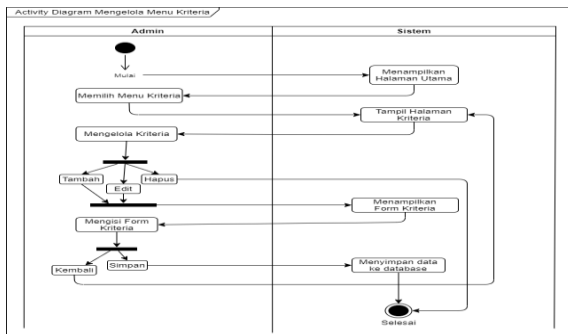 Activity Diagram Mengelola Menu Kriteria
Admin
Sistem
Mulai
Menampilkan
Halaman Utama
Memilih Menu Kriteria
Tampil Halaman
Kriteria
Mengelola Kriteria
Tambah
Edit
Hapus
Menampilkan
Form Kriteria
Mengisi Form
Kriteria
Kembali
Simpan
Menyimpan data
ke database
Selesai